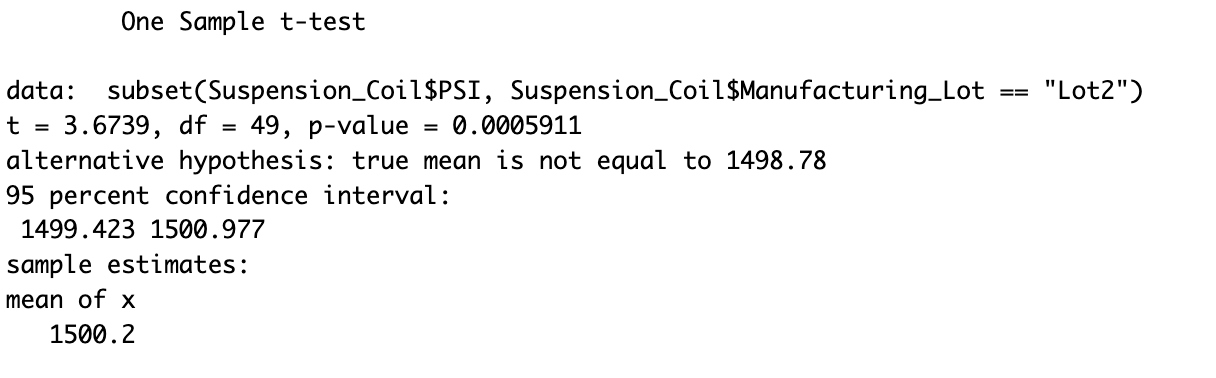 One Sample t-test
data:  subset(Suspension_Coil$PSI, Suspension_Coil$Manufacturing_Lot == "Lot2")
t = 3.6739, df = 49, p-value = 0.0005911
alternative hypothesis: true mean is not equal to 1498.78
95 percent confidence interval:
1499.423 1500.977
sample estimates:
mean of x
1500.2